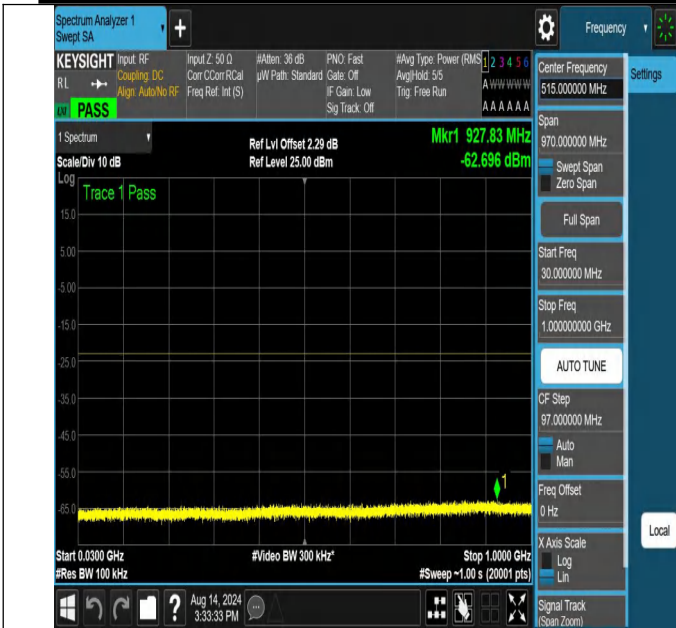 Spectrum Analyzer 1
Swept SA
+
Frequency
KEYSIGHT
RL
PASS
Input: RF
Coupling: DC
Align: Auto/No RF
Input Z: 50 Ω
Corr CCorr RCal
Freq Ref: Int (S)
#Atten: 36 dB
µW Path: Standard
PNO: Fast
Gate: Off
IF Gain: Low
Sig Track: Off
#Avg Type: Power (RMS
Avg|Hold: 5/5
Trig: Free Run
1 2 3 4 5 6
A W W W W W
A A A A A A
1 Spectrum
Scale/Div 10 dB
Log
Ref Lvl Offset 2.29 dB
Ref Level 25.00 dBm
Mkr1 927.83 MHz
-62.696 dBm
Trace 1 Pass
15.0
5.00
-5.00
-15.0
-25.0
-35.0
-45.0
-55.0
-65.0
1
Start 0.0300 GHz
#Res BW 100 kHz
#Video BW 300 kHz*
Stop 1.0000 GHz
#Sweep ~1.00 s (20001 pts)
?
Aug 14, 2024
3:33:33 PM
Center Frequency
515.000000 MHz
Span
970.000000 MHz
Swept Span
Zero Span
Full Span
Start Freq
30.000000 MHz
Stop Freq
1.000000000 GHz
AUTO TUNE
CF Step
97.000000 MHz
Auto
Man
Freq Offset
0 Hz
X Axis Scale
Log
Lin
Signal Track
(Span Zoom)
Settings
Local